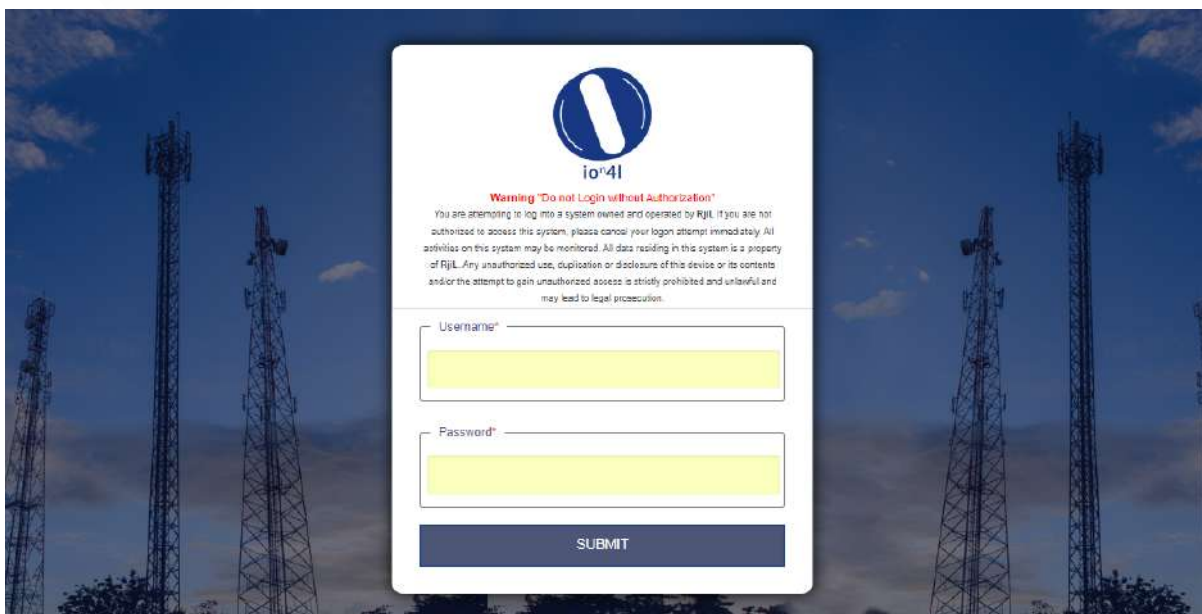 ioⁿ4l
Warning "Do not Login without Authorization"
You are attempting to log into a system owned and operated by RjiL. If you are not
authorized to access this system, please cancel your logon attempt immediately. All
activities on this system may be monitored. All data residing in this system is a property
of RjiL. Any unauthorized use, duplication or disclosure of this device or its contents
and/or the attempt to gain unauthorized access is strictly prohibited and unlawful and
may lead to legal prosecution.
Username*
Password*
SUBMIT